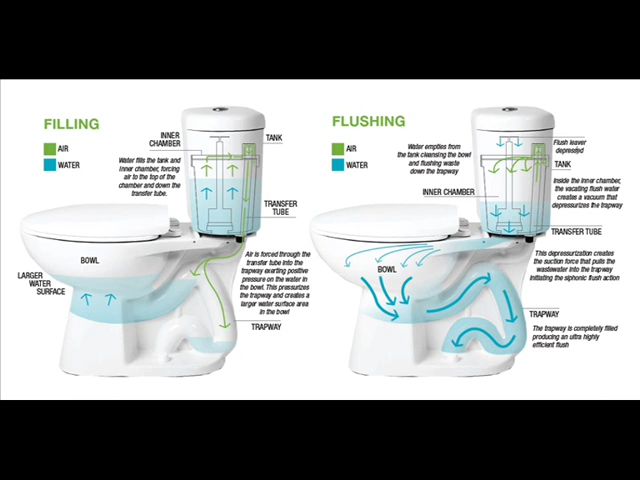 FILLING
AIR
WATER
INNER
CHAMBER
TANK
Water fills the tank and
Inner chamber, forcing
air to the top of the
chamber and down the
transfer tube.
TRANSFER
TUBE
BOWL
LARGER
WATER
SURFACE
Air is forced through the
transfer tube into the
trapway exarting positive
pressure on the water in
the bowl. This pressurizes
the trapway and creates a
larger water surface area
in the bowl
TRAPWAY
FLUSHING
AIR
WATER
Water empties from
the tank cleansing the bowl
and flushing waste
down the trapway
Flush leaver
depressed
TANK
INNER CHAMBER
Inside the inner chamber,
the vacating flush water
creates a vacuum that
depressurizes the trapway
TRANSFER TUBE
BOWL
This depressurization creates
the suction force that pulls the
wastewater into the trapway
initiating the siphonic flush action
TRAPWAY
The trapway is completely filled
producing an ultra highly
efficient flush